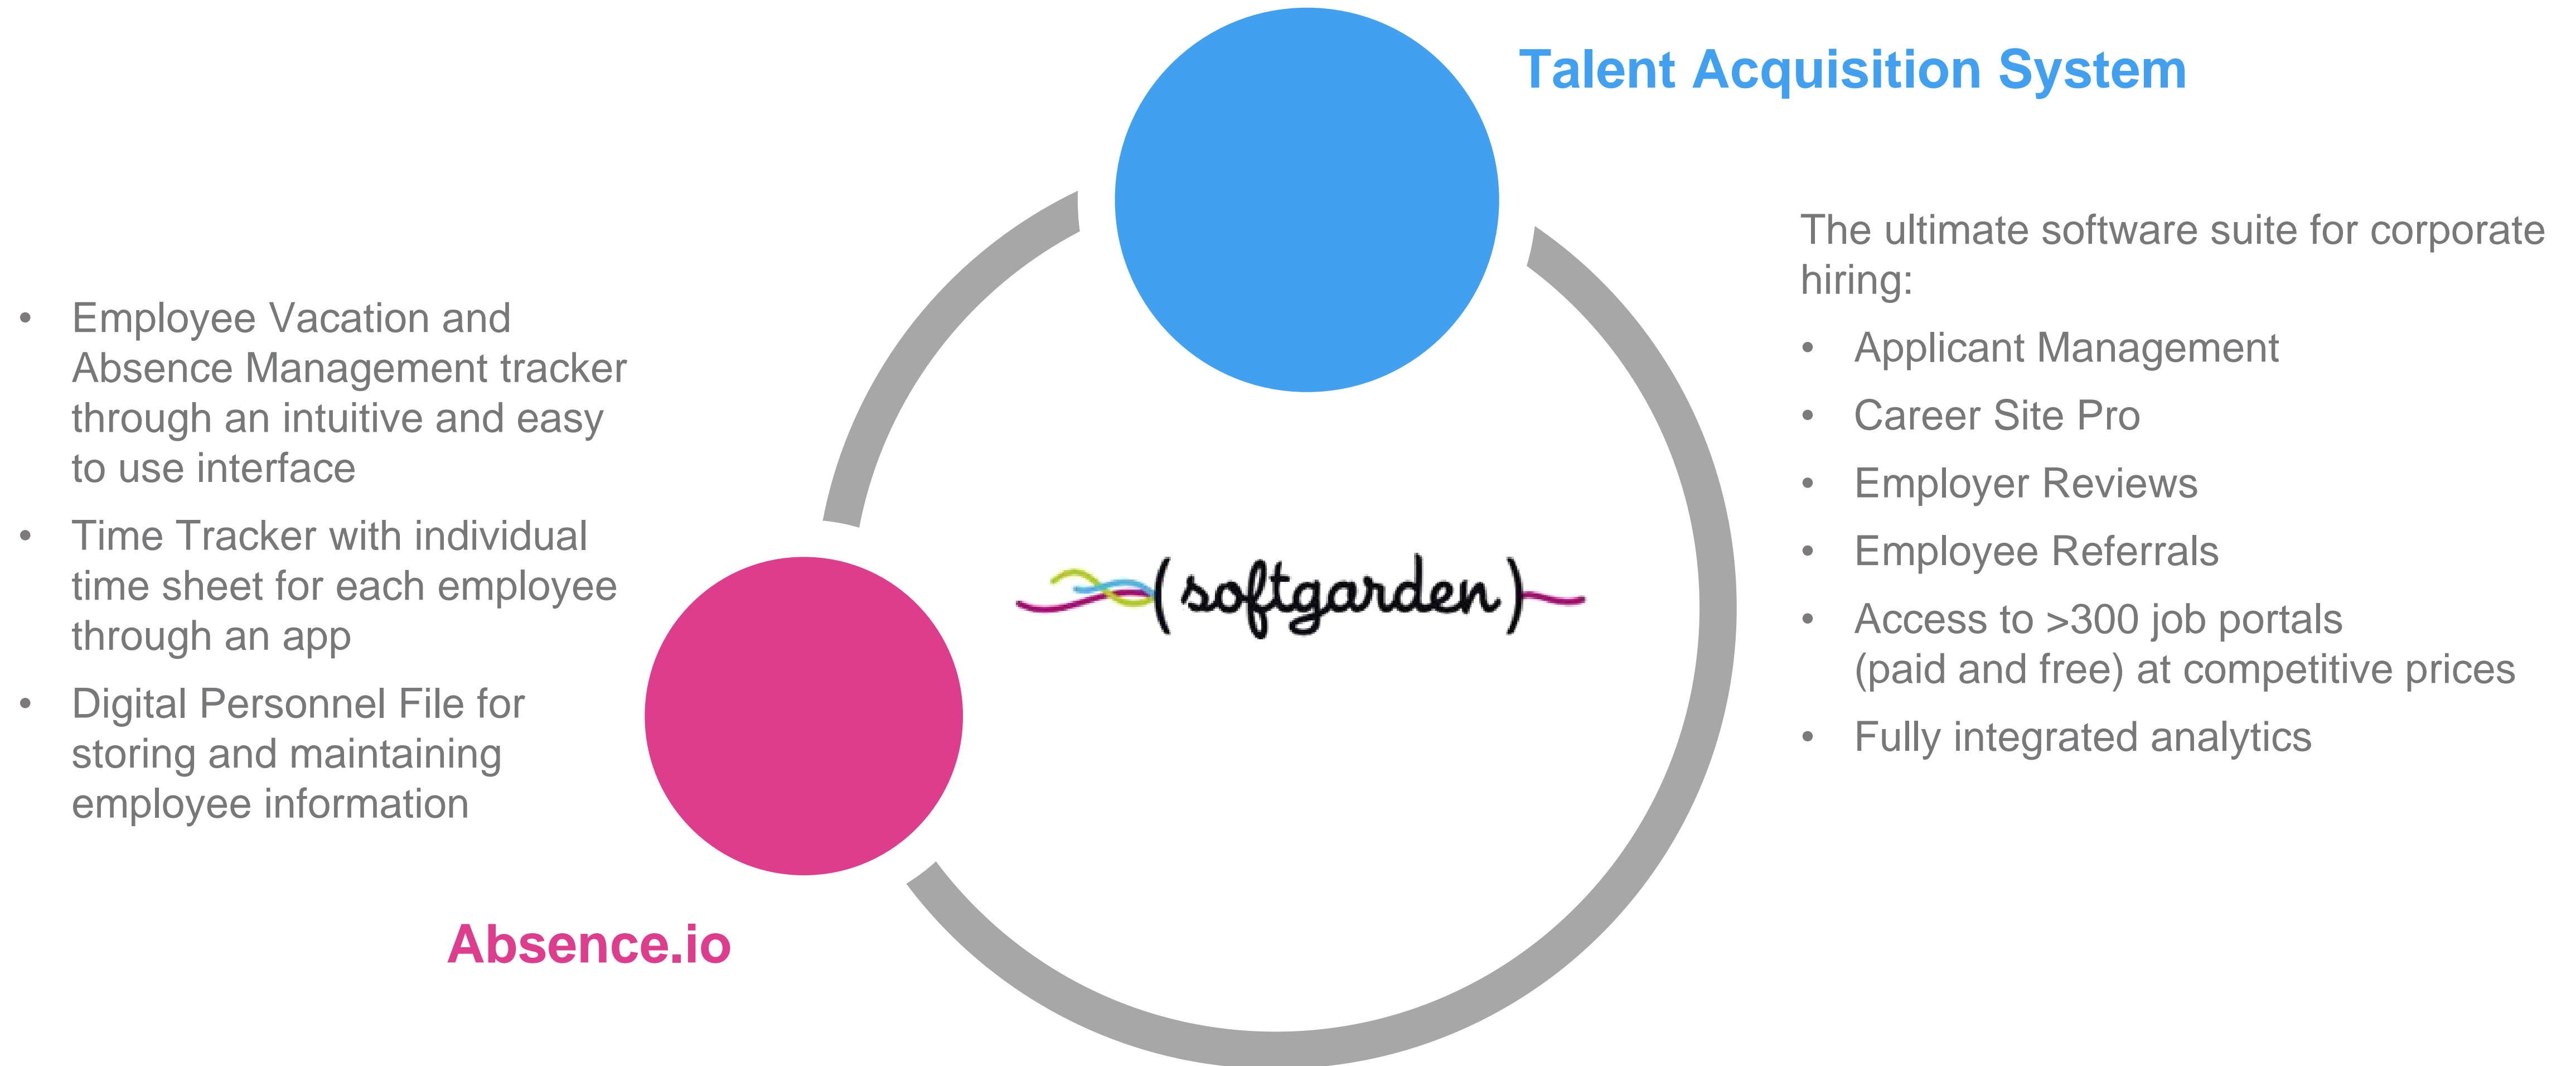 Talent Acquisition System
The ultimate software suite for corporate
hiring:
• Applicant Management
• Career Site Pro
• Employer Reviews
• Employee Referrals
• Access to >300 job portals
(paid and free) at competitive prices
• Fully integrated analytics
• Employee Vacation and
Absence Management tracker
through an intuitive and easy
to use interface
• Time Tracker with individual
time sheet for each employee
through an app
• Digital Personnel File for
storing and maintaining
employee information
(softgarden)
Absence.io